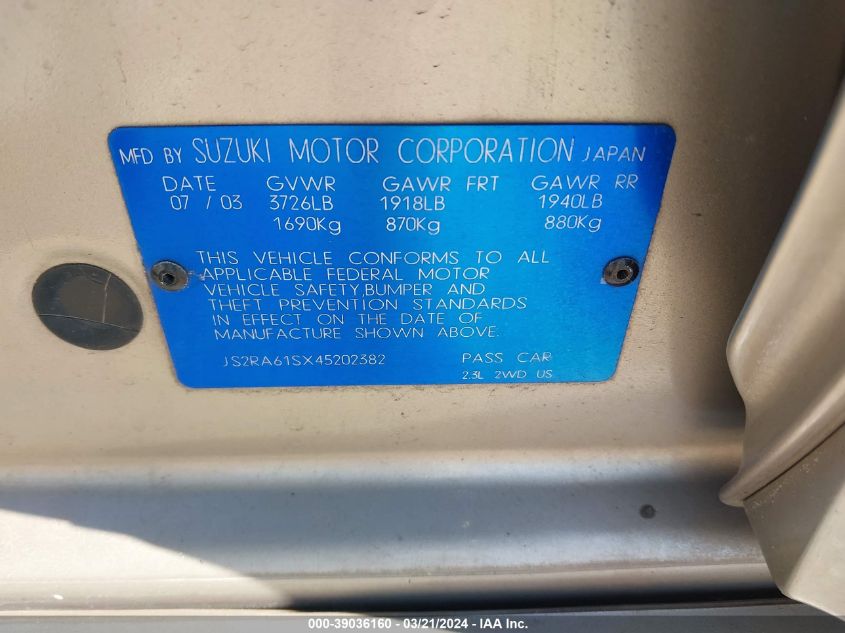 MFD BY SUZUKI MOTOR CORPORATION JAPAN
DATE GVWR GAWR FRT GAWR RR
07 / 03 3726LB 1918LB 1940LB
1690Kg 870Kg 880Kg
THIS VEHICLE CONFORMS TO ALL
APPLICABLE FEDERAL MOTOR
VEHICLE SAFETY,BUMPER AND
THEFT PREVENTION STANDARDS
IN EFFECT ON THE DATE OF
MANUFACTURE SHOWN ABOVE.
JS2RA61SX45202382 PASS CAR
2.3L 2WD US
000-39036160 - 03/21/2024 - IAA Inc.